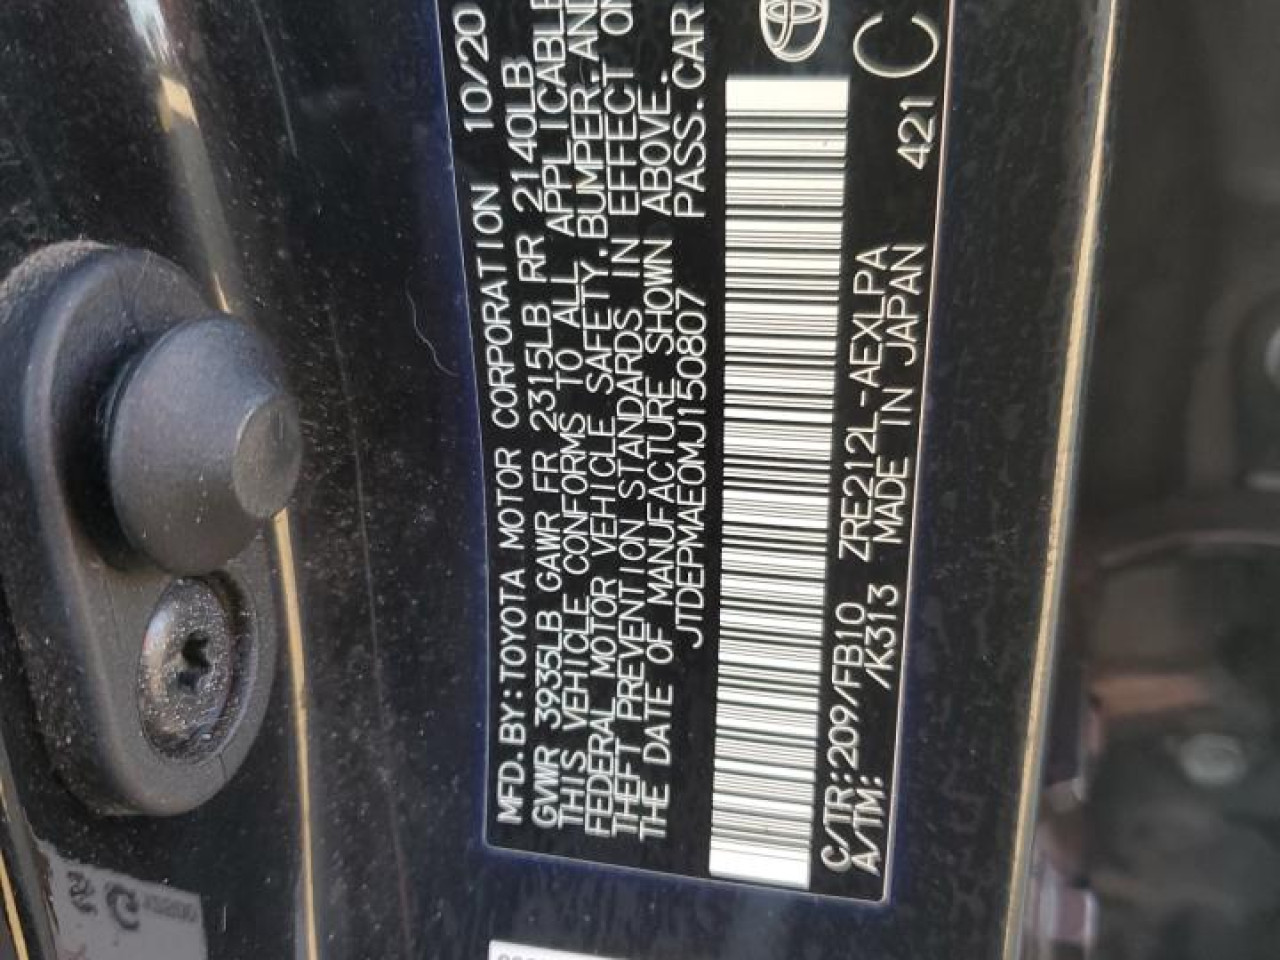 MFD.BY:TOYOTA MOTOR CORPORATION 10/20
GVWR 3935LB GAWR FR 2315LB RR 2140LB
THIS VEHICLE CONFORMS TO ALL APPLICABLE
FEDERAL MOTOR VEHICLE SAFETY,BUMPER,AND
THEFT PREVENTION STANDARDS IN EFFECT ON
THE DATE OF MANUFACTURE SHOWN ABOVE.
JTDEPMAE0MJ150807 PASS.CAR
C/TR:209/FB10 ZRE212L-AEXLPA
A/TM: /K313 MADE IN JAPAN 421
C